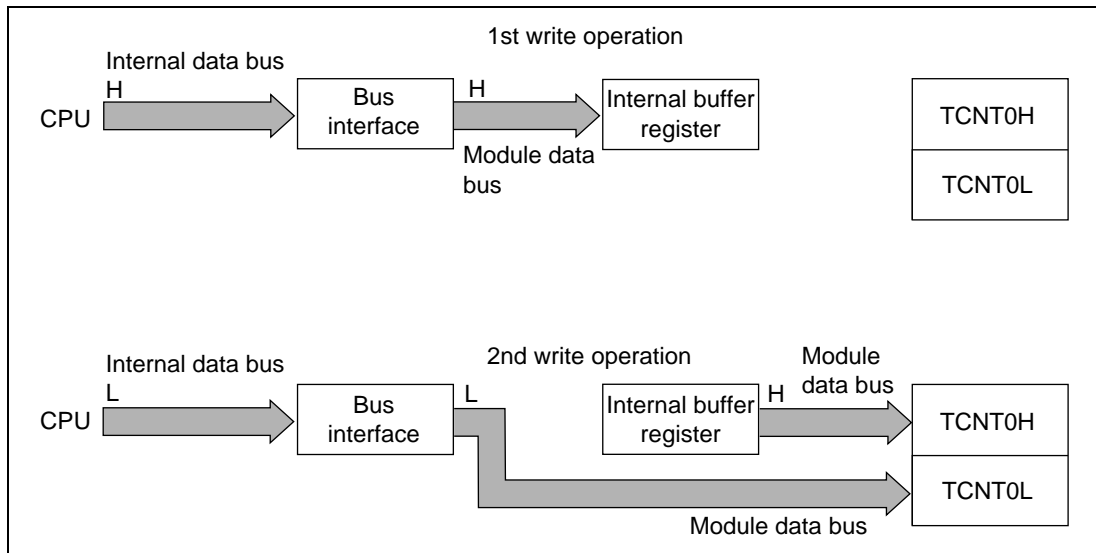 1st write operation
Internal data bus
H
CPU
Bus
interface
H
Module data
bus
Internal buffer
register
TCNT0H
TCNT0L
2nd write operation
Internal data bus
L
CPU
Bus
interface
L
Internal buffer
register
H
Module
data bus
TCNT0H
TCNT0L
Module data bus